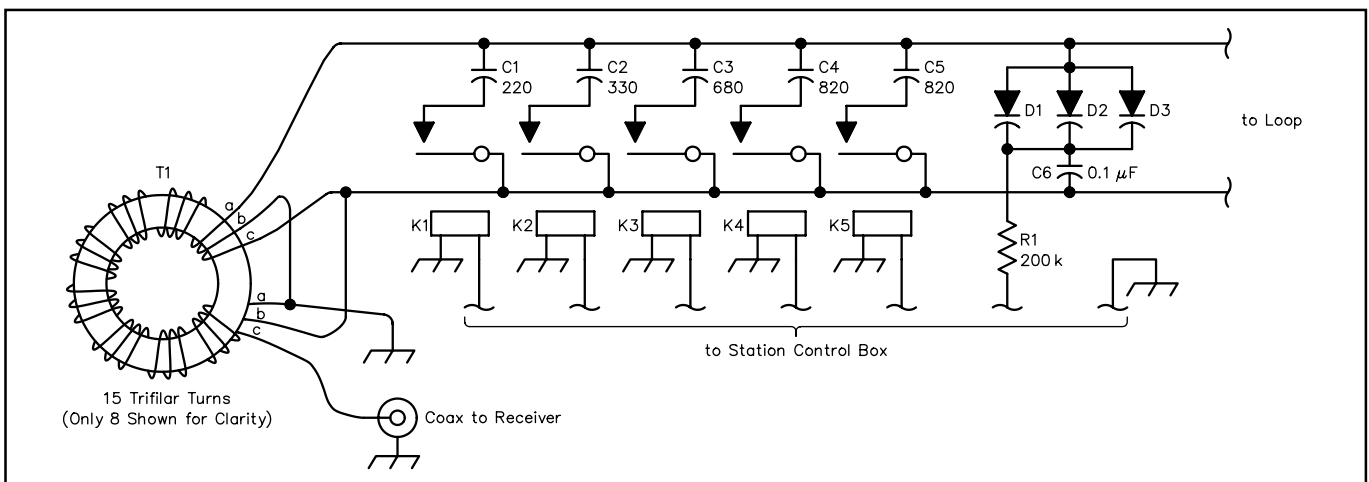 C1
220
C2
330
C3
680
C4
820
C5
820
D1
D2
D3
to Loop
C6
0.1 μF
T1
a
b
c
K1
K2
K3
K4
K5
R1
200 k
a
b
c
to Station Control Box
15 Trifilar Turns
(Only 8 Shown for Clarity)
Coax to Receiver